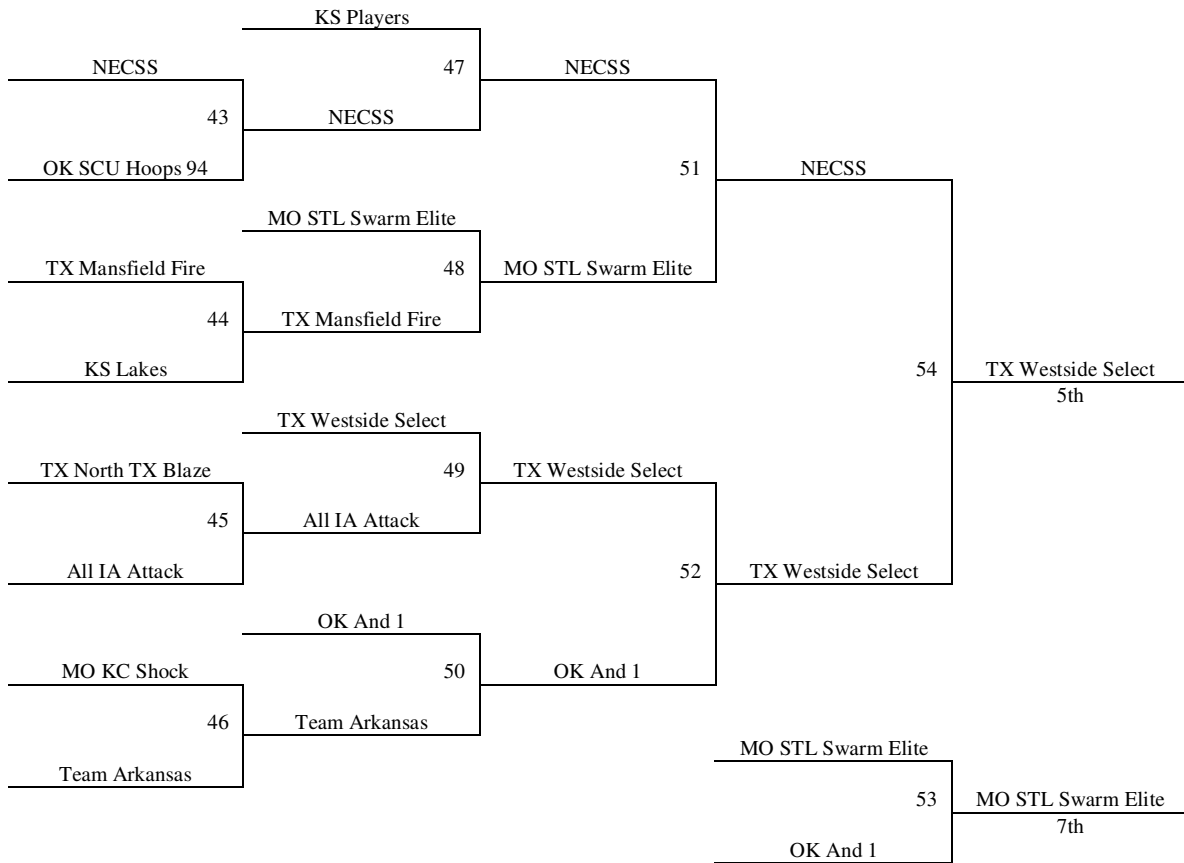 KS Players
NECSS
47
NECSS
43
NECSS
OK SCU Hoops 94
51
NECSS
MO STL Swarm Elite
TX Mansfield Fire
48
MO STL Swarm Elite
44
TX Mansfield Fire
KS Lakes
54
TX Westside Select
5th
TX Westside Select
TX North TX Blaze
49
TX Westside Select
45
All IA Attack
All IA Attack
52
TX Westside Select
OK And 1
MO KC Shock
50
OK And 1
46
Team Arkansas
MO STL Swarm Elite
Team Arkansas
53
MO STL Swarm Elite
7th
OK And 1